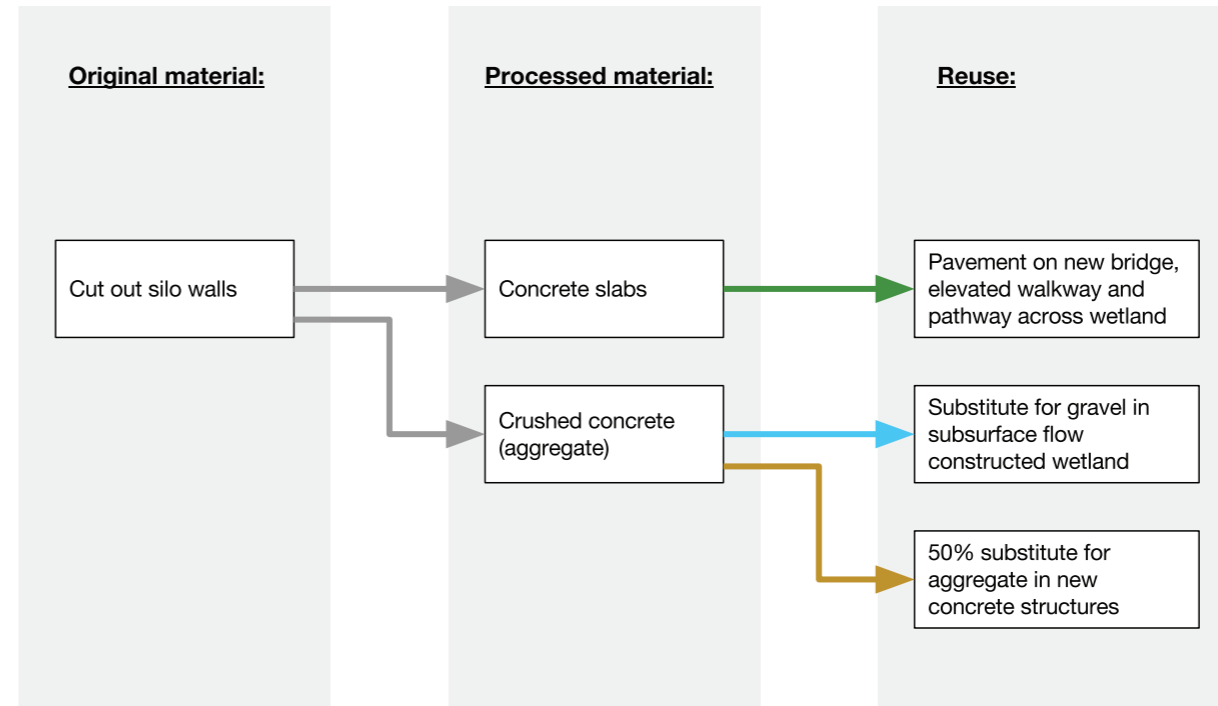 Original material:
Processed material:
Reuse:
Cut out silo walls
Concrete slabs
Pavement on new bridge,
elevated walkway and
pathway across wetland
Crushed concrete
(aggregate)
Substitute for gravel in
subsurface flow
constructed wetland
50% substitute for
aggregate in new
concrete structures